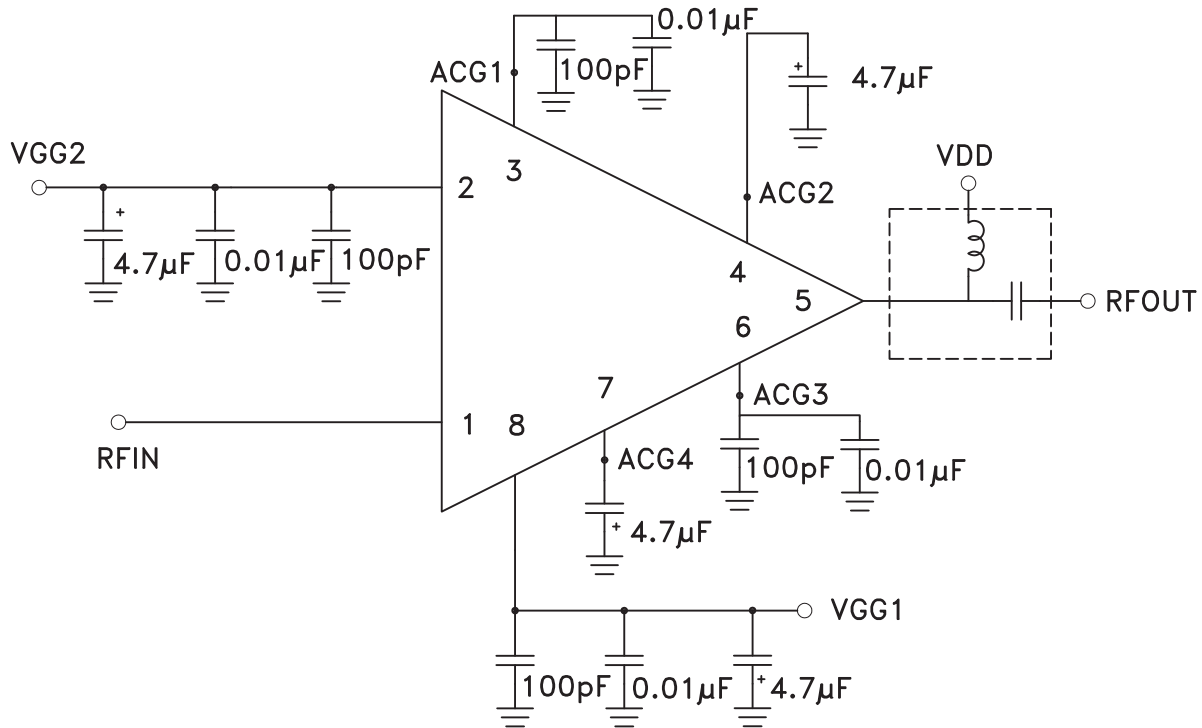 0.01µF
ACG1
100pF
4.7µF
VGG2
3
VDD
2
ACG2
4.7µF
0.01µF
100pF
4
5
RFOUT
6
7
ACG3
1
8
RFIN
ACG4
100pF
0.01µF
+
4.7µF
VGG1
100pF
0.01µF
+
4.7µF
+
+